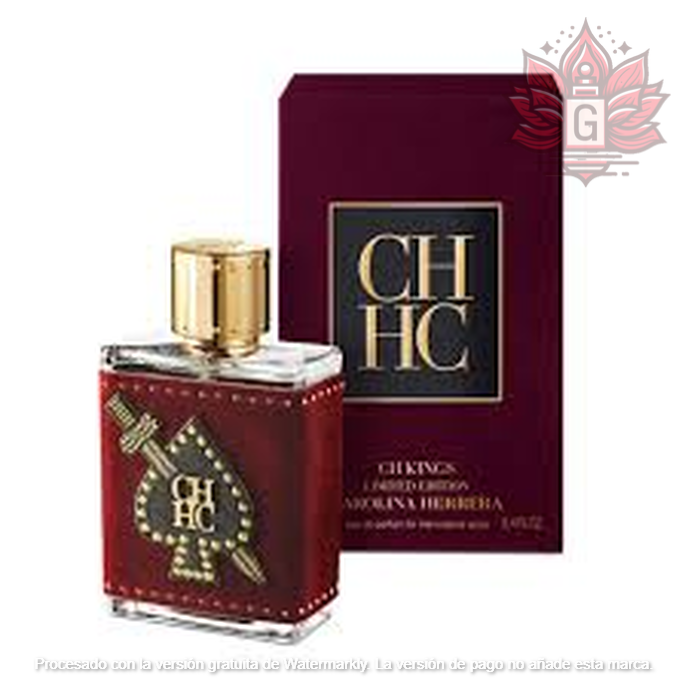 G
CH
HC
CH KINGS
LIMITED EDITION
CAROLINA HERRERA
CH
HC
Procesado con la versión gratuita de Watermarkly. La versión de pago no añade esta marca.